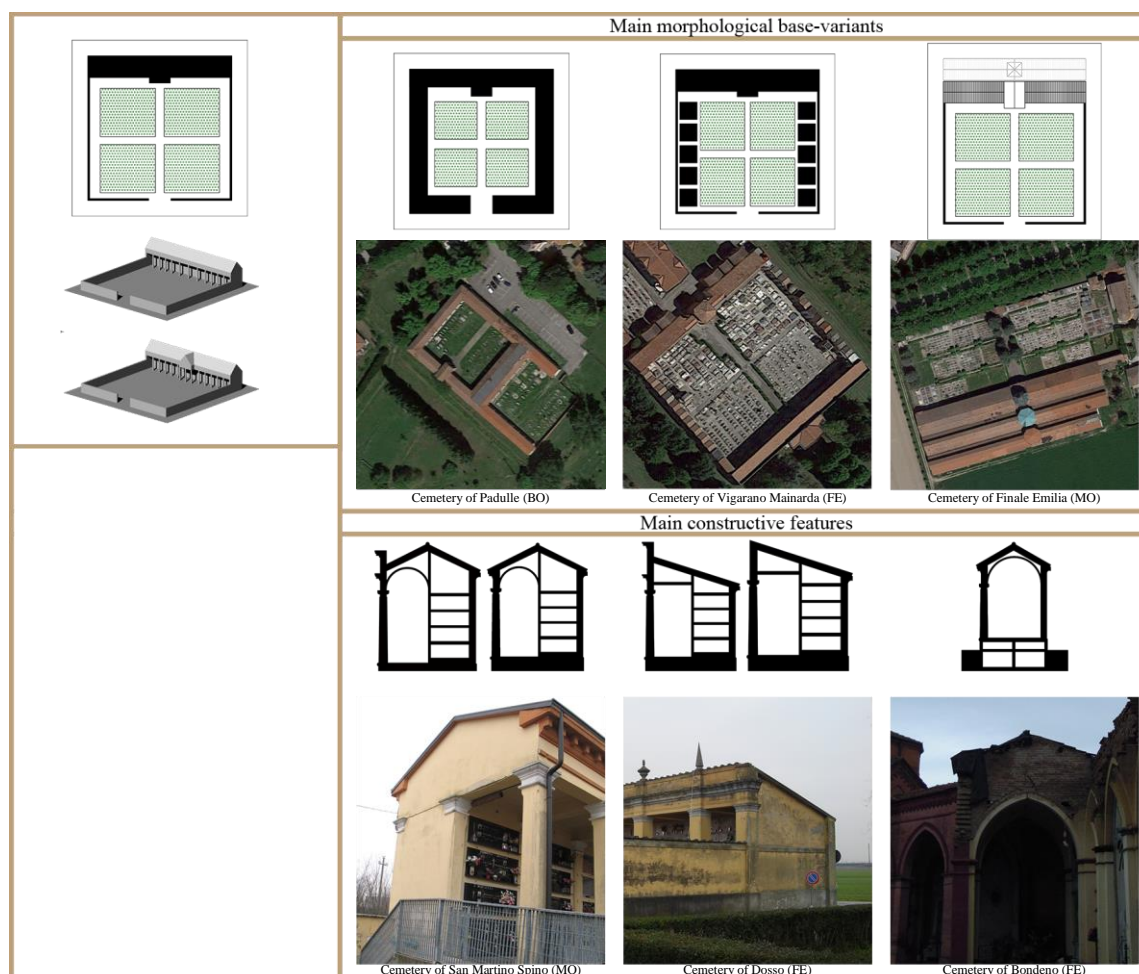 Main morphological base-variants
Cemetery of Padulle (BO)
Cemetery of Vigarano Mainarda (FE)
Cemetery of Finale Emilia (MO)
Main constructive features
Cemetery of San Martino Spino (MO)
Cemetery of Dosso (FE)
Cemetery of Bondeno (FE)